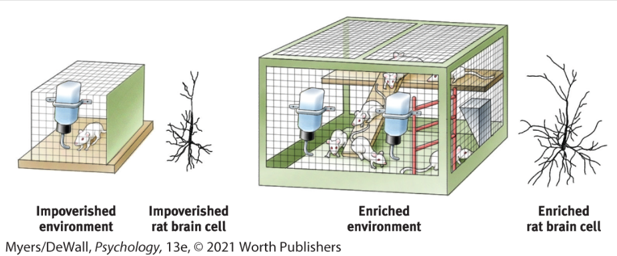 Impoverished
environment
Impoverished
rat brain cell
Enriched
environment
Enriched
rat brain cell
Myers/DeWall, Psychology, 13e, © 2021 Worth Publishers